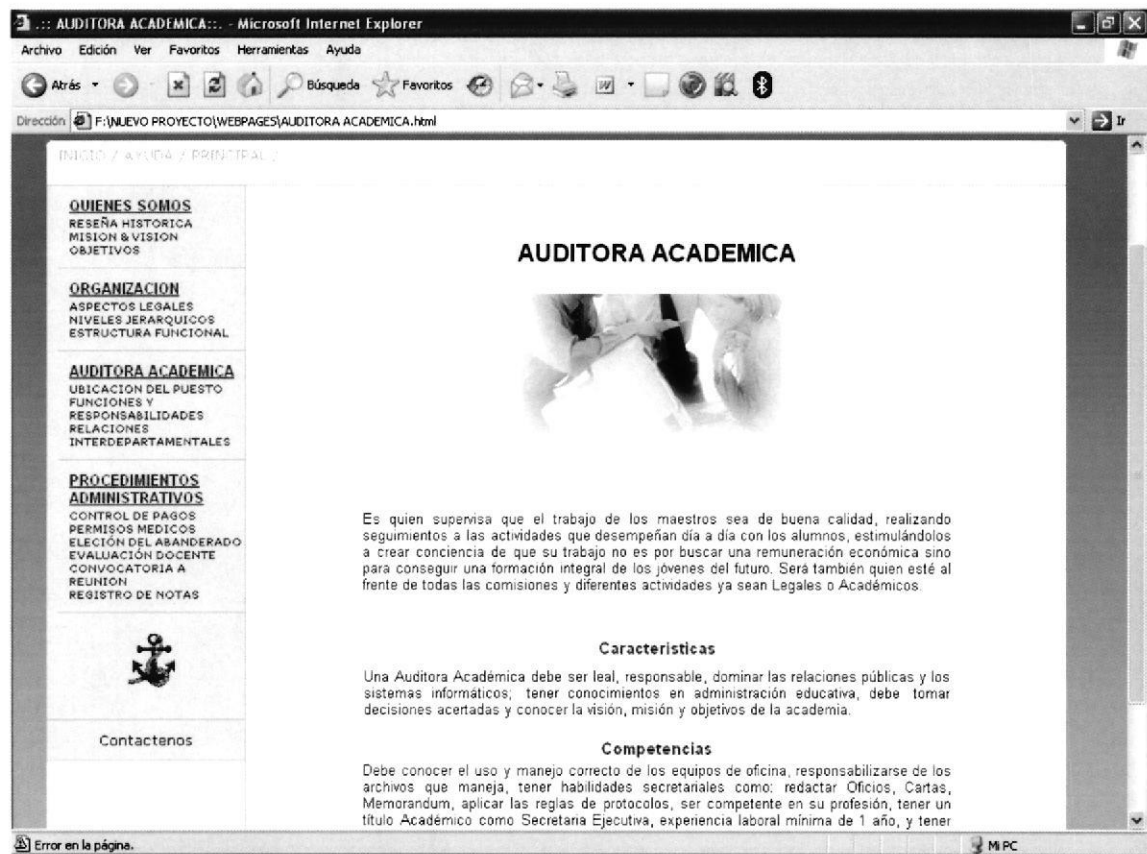 .:: AUDITORA ACADEMICA::. - Microsoft Internet Explorer
Archivo Edición Ver Favoritos Herramientas Ayuda
Atrás Búsqueda Favoritos
Dirección F:\NUEVO PROYECTO\WEBPAGES\AUDITORA ACADEMICA.html Ir
INICIO / AYUDA / PRINCIPAL /
QUIENES SOMOS
RESEÑA HISTORICA
MISION & VISION
OBJETIVOS
ORGANIZACION
ASPECTOS LEGALES
NIVELES JERARQUICOS
ESTRUCTURA FUNCIONAL
AUDITORA ACADEMICA
UBICACION DEL PUESTO
FUNCIONES Y
RESPONSABILIDADES
RELACIONES
INTERDEPARTAMENTALES
PROCEDIMIENTOS
ADMINISTRATIVOS
CONTROL DE PAGOS
PERMISOS MEDICOS
ELECIÓN DEL ABANDERADO
EVALUACIÓN DOCENTE
CONVOCATORIA A
REUNION
REGISTRO DE NOTAS
Contactenos
AUDITORA ACADEMICA
Es quien supervisa que el trabajo de los maestros sea de buena calidad, realizando
seguimientos a las actividades que desempeñan día a día con los alumnos, estimulándolos
a crear conciencia de que su trabajo no es por buscar una remuneración económica sino
para conseguir una formación integral de los jóvenes del futuro. Será también quien esté al
frente de todas las comisiones y diferentes actividades ya sean Legales o Académicos.
Caracteristicas
Una Auditora Académica debe ser leal, responsable, dominar las relaciones públicas y los
sistemas informáticos; tener conocimientos en administración educativa, debe tomar
decisiones acertadas y conocer la visión, misión y objetivos de la academia.
Competencias
Debe conocer el uso y manejo correcto de los equipos de oficina, responsabilizarse de los
archivos que maneja, tener habilidades secretariales como: redactar Oficios, Cartas,
Memorandum, aplicar las reglas de protocolos, ser competente en su profesión, tener un
título Académico como Secretaria Ejecutiva, experiencia laboral mínima de 1 año, y tener
Error en la página. Mi PC